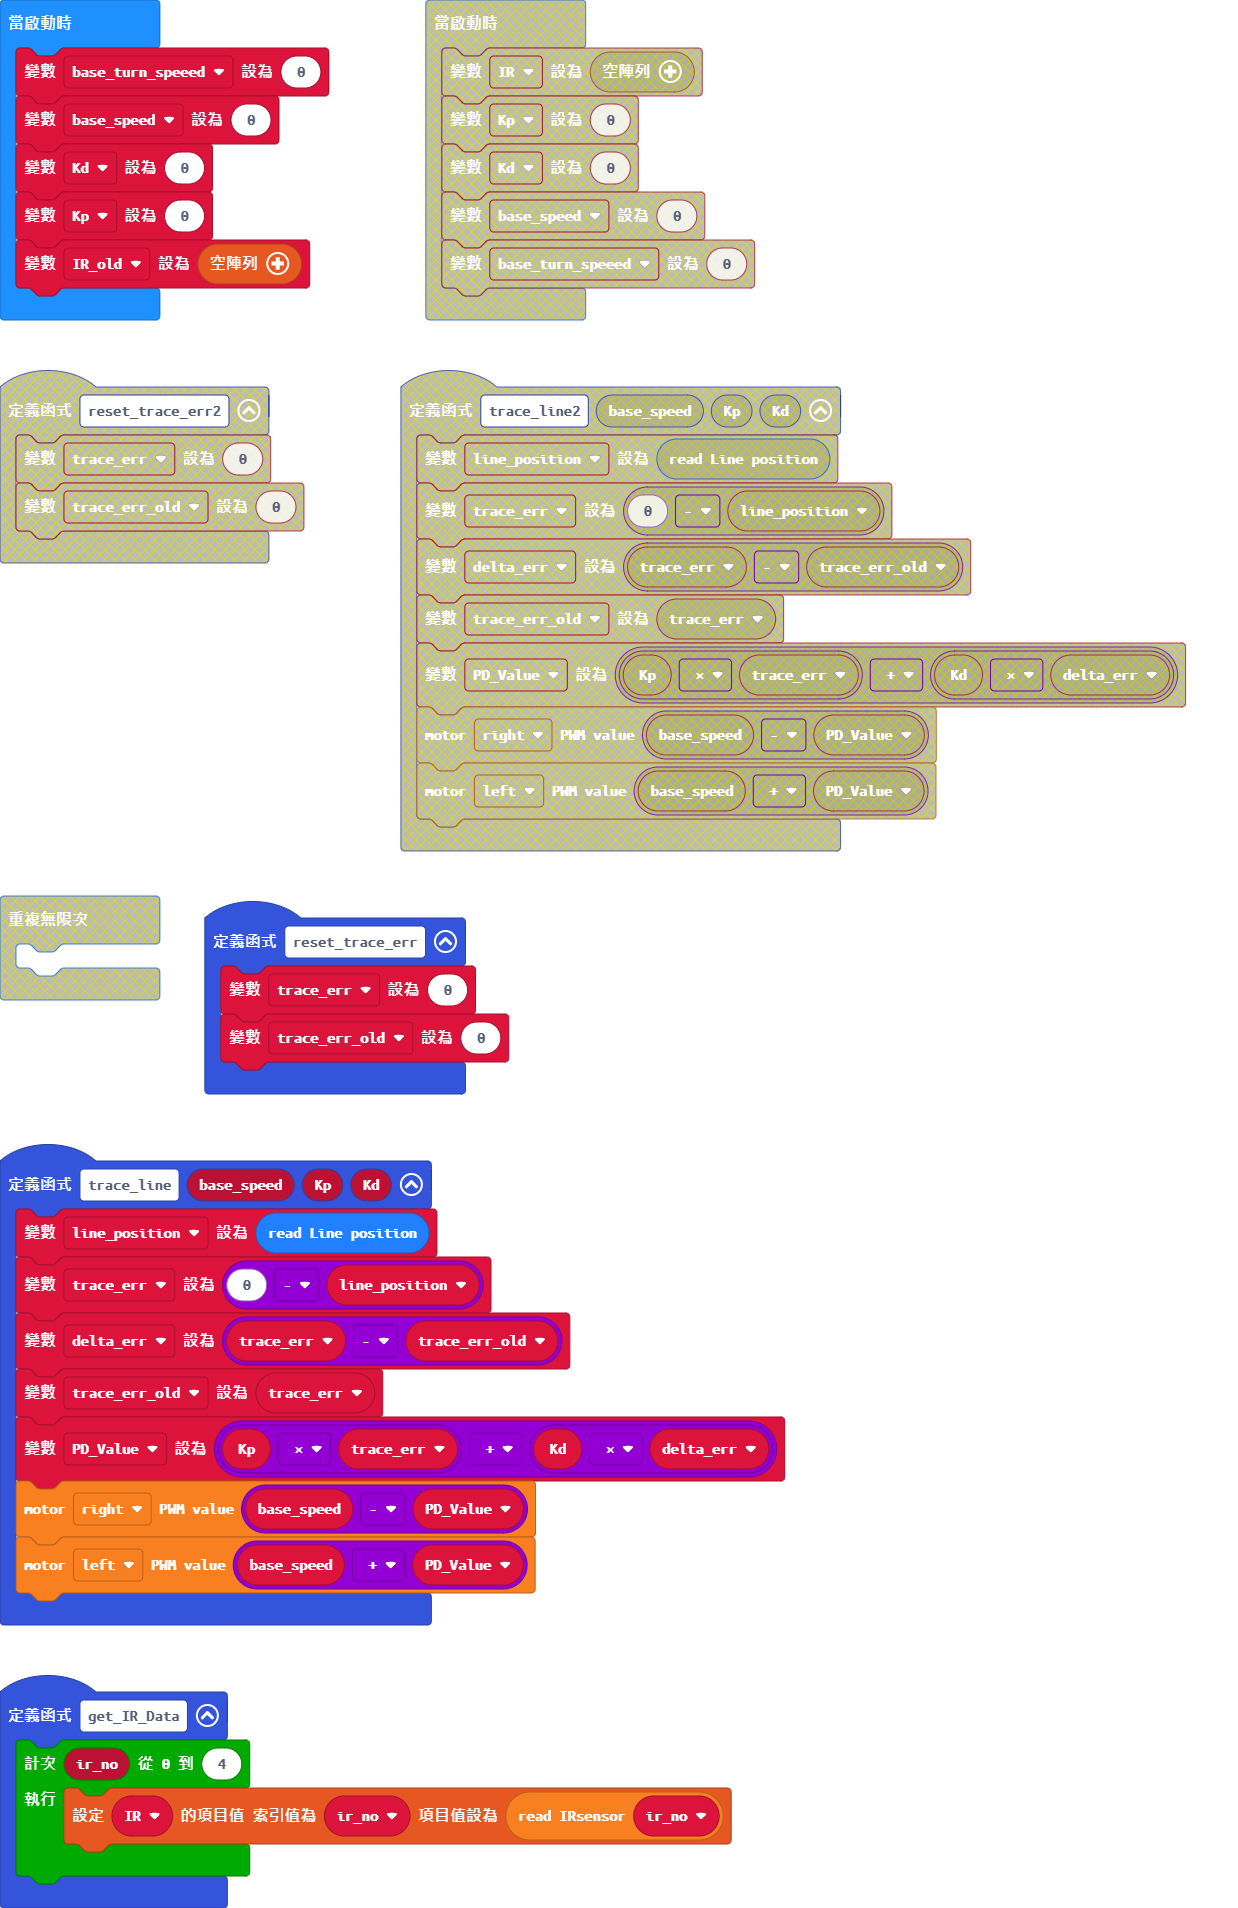 當啟動時
變數 base_turn_speeed 設為 0
變數 base_speed 設為 0
變數 Kd 設為 0
變數 Kp 設為 0
變數 IR_old 設為 空陣列
當啟動時
變數 IR 設為 空陣列
變數 Kp 設為 0
變數 Kd 設為 0
變數 base_speed 設為 0
變數 base_turn_speeed 設為 0
定義函式 reset_trace_err2
變數 trace_err 設為 0
變數 trace_err_old 設為 0
定義函式 trace_line2 base_speed Kp Kd
變數 line_position 設為 read Line position
變數 trace_err 設為 0 - line_position
變數 delta_err 設為 trace_err - trace_err_old
變數 trace_err_old 設為 trace_err
變數 PD_Value 設為 Kp × trace_err + Kd × delta_err
motor right PWM value base_speed - PD_Value
motor left PWM value base_speed + PD_Value
重複無限次
定義函式 reset_trace_err
變數 trace_err 設為 0
變數 trace_err_old 設為 0
定義函式 trace_line base_speed Kp Kd
變數 line_position 設為 read Line position
變數 trace_err 設為 0 - line_position
變數 delta_err 設為 trace_err - trace_err_old
變數 trace_err_old 設為 trace_err
變數 PD_Value 設為 Kp × trace_err + Kd × delta_err
motor right PWM value base_speed - PD_Value
motor left PWM value base_speed + PD_Value
定義函式 get_IR_Data
計次 ir_no 從 0 到 4
執行
設定 IR 的項目值 索引值為 ir_no 項目值設為 read IRsensor ir_no